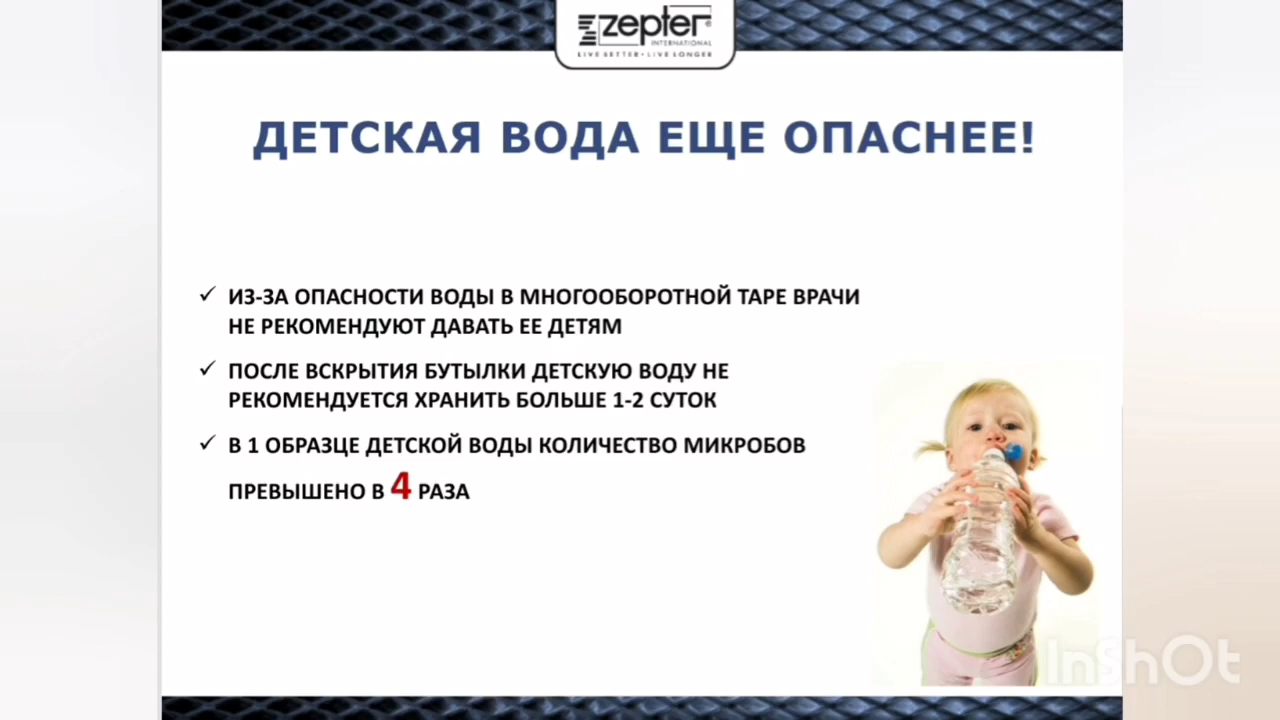 zepter
INTERNATIONAL
LIVE BETTER • LIVE LONGER
ДЕТСКАЯ ВОДА ЕЩЕ ОПАСНЕЕ!
ИЗ-ЗА ОПАСНОСТИ ВОДЫ В МНОГООБОРОТНОЙ ТАРЕ ВРАЧИ
НЕ РЕКОМЕНДУЮТ ДАВАТЬ ЕЕ ДЕТЯМ
ПОСЛЕ ВСКРЫТИЯ БУТЫЛКИ ДЕТСКУЮ ВОДУ НЕ
РЕКОМЕНДУЕТСЯ ХРАНИТЬ БОЛЬШЕ 1-2 СУТОК
В 1 ОБРАЗЦЕ ДЕТСКОЙ ВОДЫ КОЛИЧЕСТВО МИКРОБОВ
ПРЕВЫШЕНО В 4 РАЗА
InShOt